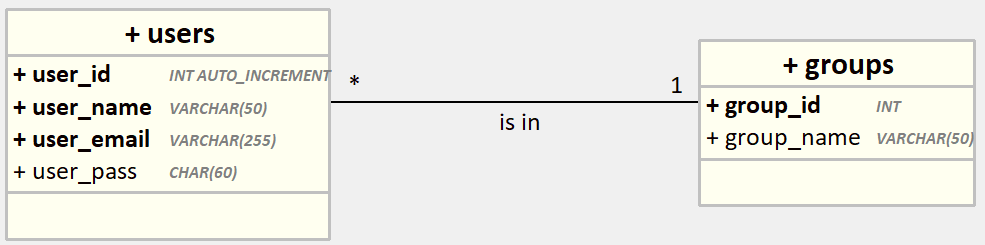 + users
+ user_id INT AUTO_INCREMENT
+ user_name VARCHAR(50)
+ user_email VARCHAR(255)
+ user_pass CHAR(60)
* 1
is in
+ groups
+ group_id INT
+ group_name VARCHAR(50)